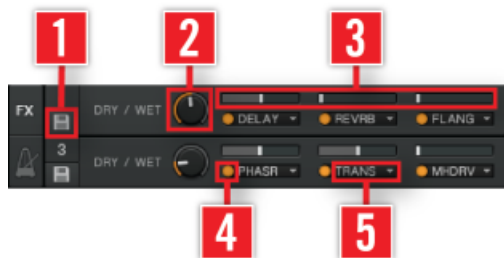 1 2 3
FX DRY / WET DELAY REVRB FLANG
3 DRY / WET PHASR TRANS MHDRV
4 5